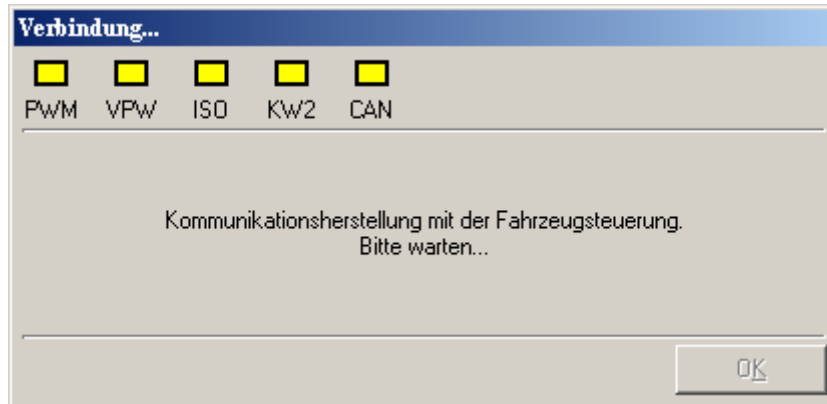 Verbindung...
PWM VPW ISO KW2 CAN
Kommunikationsherstellung mit der Fahrzeugsteuerung.
Bitte warten...
OK